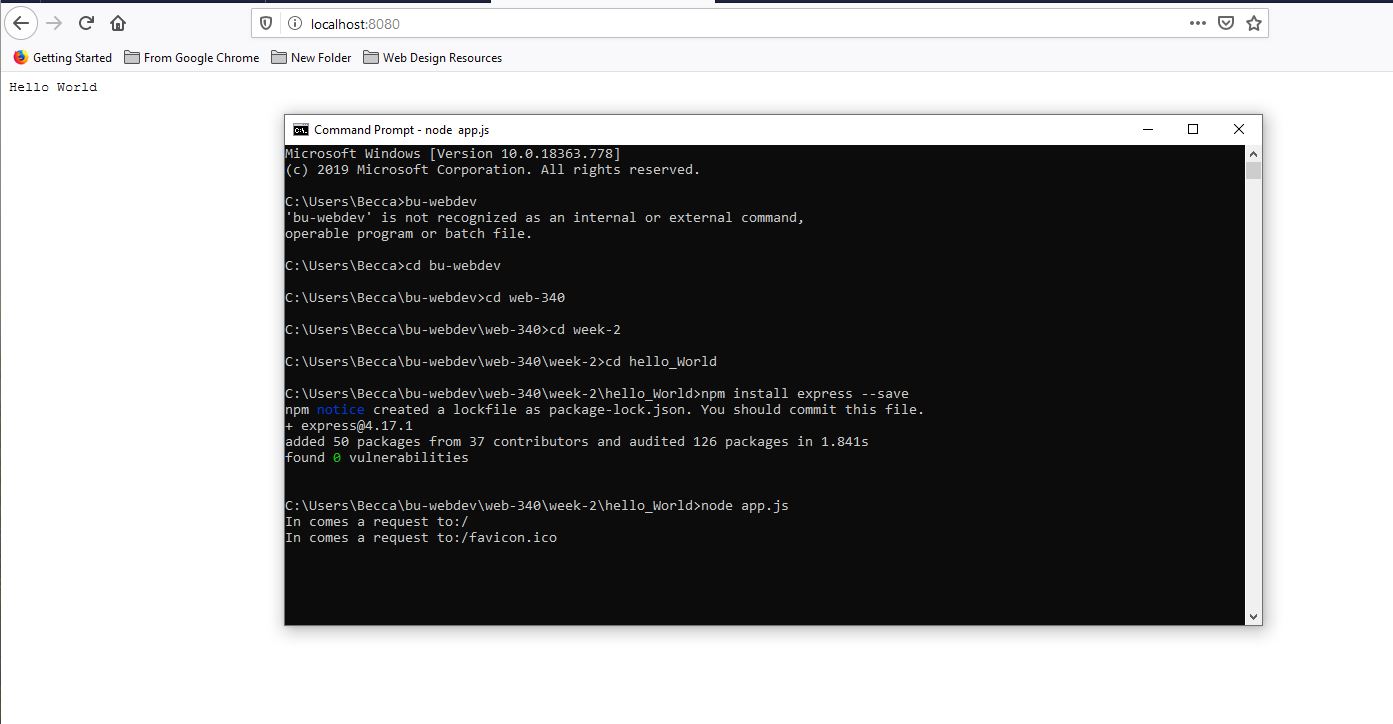 localhost:8080
Getting Started From Google Chrome New Folder Web Design Resources
Hello World
Command Prompt - node app.js
Microsoft Windows [Version 10.0.18363.778]
(c) 2019 Microsoft Corporation. All rights reserved.
C:\Users\Becca>bu-webdev
'bu-webdev' is not recognized as an internal or external command,
operable program or batch file.
C:\Users\Becca>cd bu-webdev
C:\Users\Becca\bu-webdev>cd web-340
C:\Users\Becca\bu-webdev\web-340>cd week-2
C:\Users\Becca\bu-webdev\web-340\week-2>cd hello_World
C:\Users\Becca\bu-webdev\web-340\week-2\hello_World>npm install express --save
npm notice created a lockfile as package-lock.json. You should commit this file.
+ express@4.17.1
added 50 packages from 37 contributors and audited 126 packages in 1.841s
found 0 vulnerabilities
C:\Users\Becca\bu-webdev\web-340\week-2\hello_World>node app.js
In comes a request to:/
In comes a request to:/favicon.ico